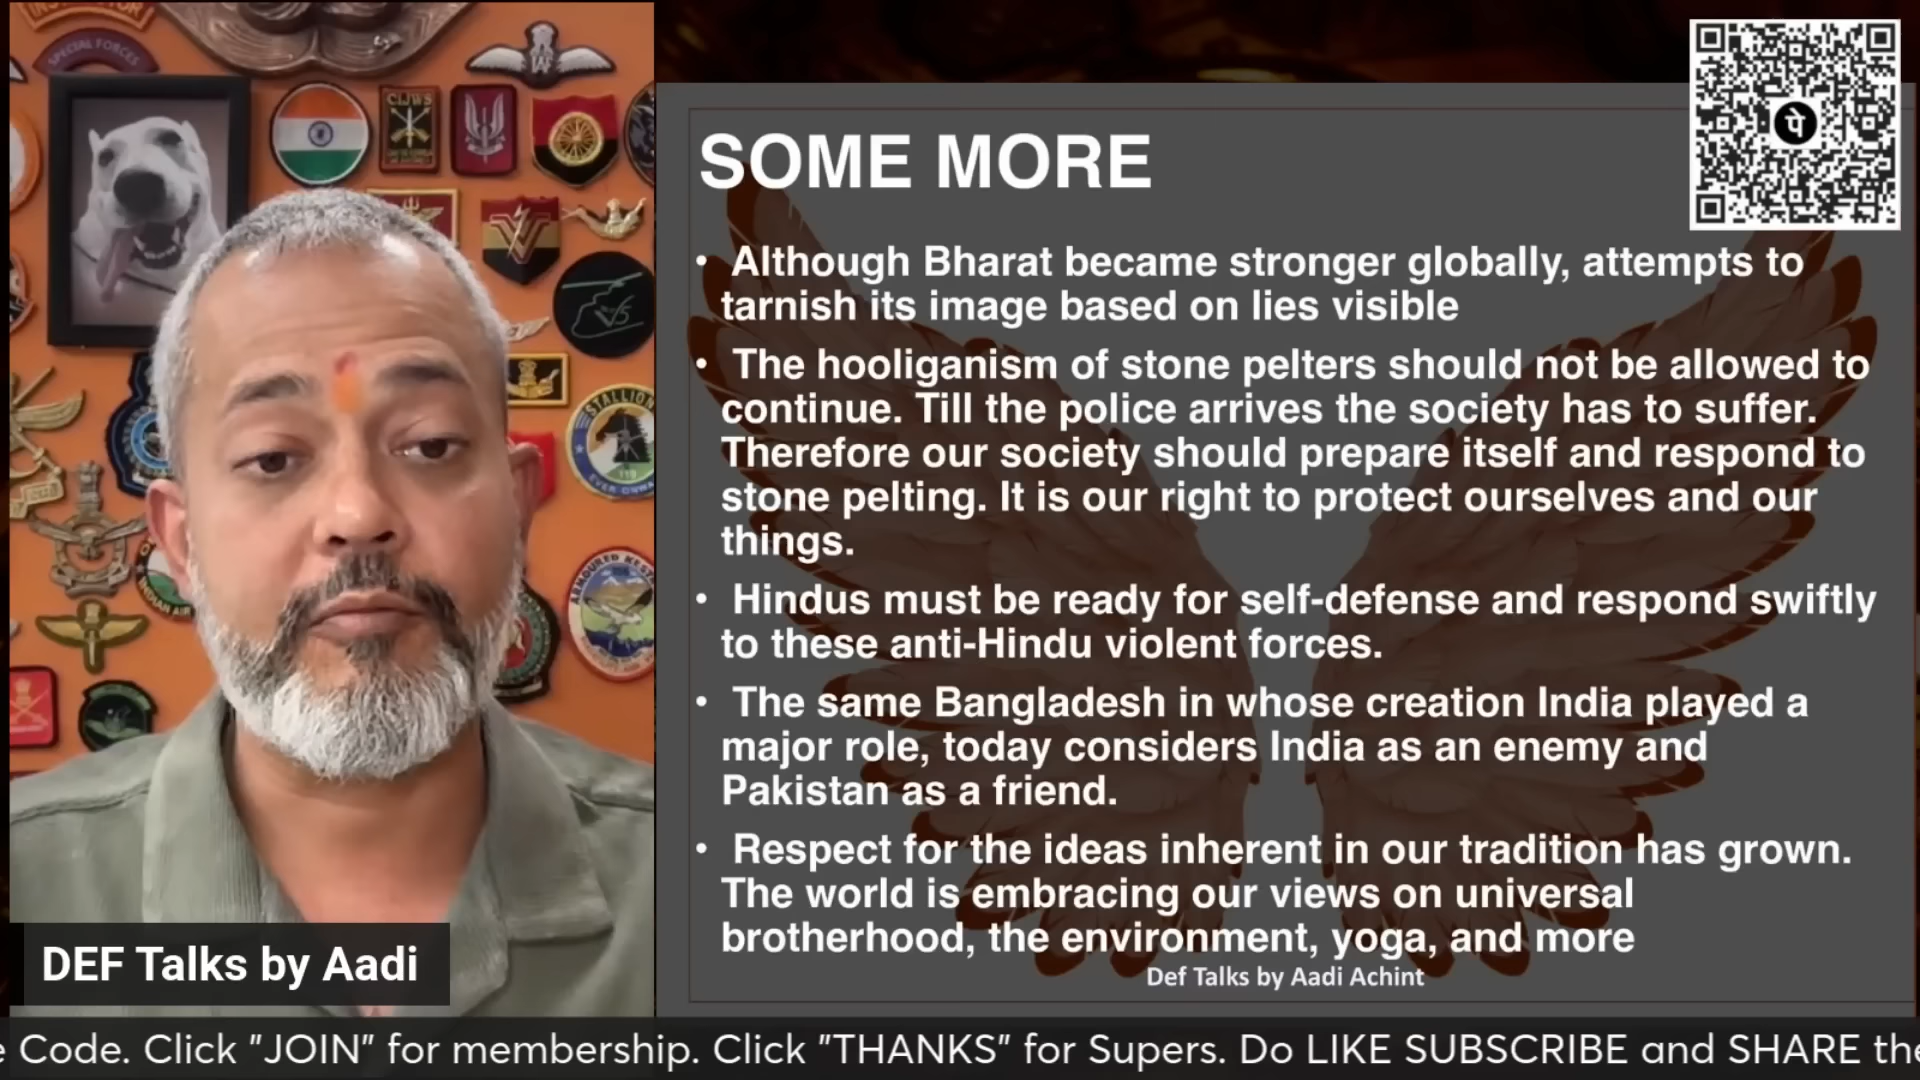 SPECIAL FORCES
CIJWS
STALLION
SOME MORE
• Although Bharat became stronger globally, attempts to
tarnish its image based on lies visible
• The hooliganism of stone pelters should not be allowed to
continue. Till the police arrives the society has to suffer.
Therefore our society should prepare itself and respond to
stone pelting. It is our right to protect ourselves and our
things.
• Hindus must be ready for self-defense and respond swiftly
to these anti-Hindu violent forces.
• The same Bangladesh in whose creation India played a
major role, today considers India as an enemy and
Pakistan as a friend.
• Respect for the ideas inherent in our tradition has grown.
The world is embracing our views on universal
brotherhood, the environment, yoga, and more
Def Talks by Aadi Achint
पे
DEF Talks by Aadi
e Code. Click "JOIN" for membership. Click "THANKS" for Supers. Do LIKE SUBSCRIBE and SHARE the